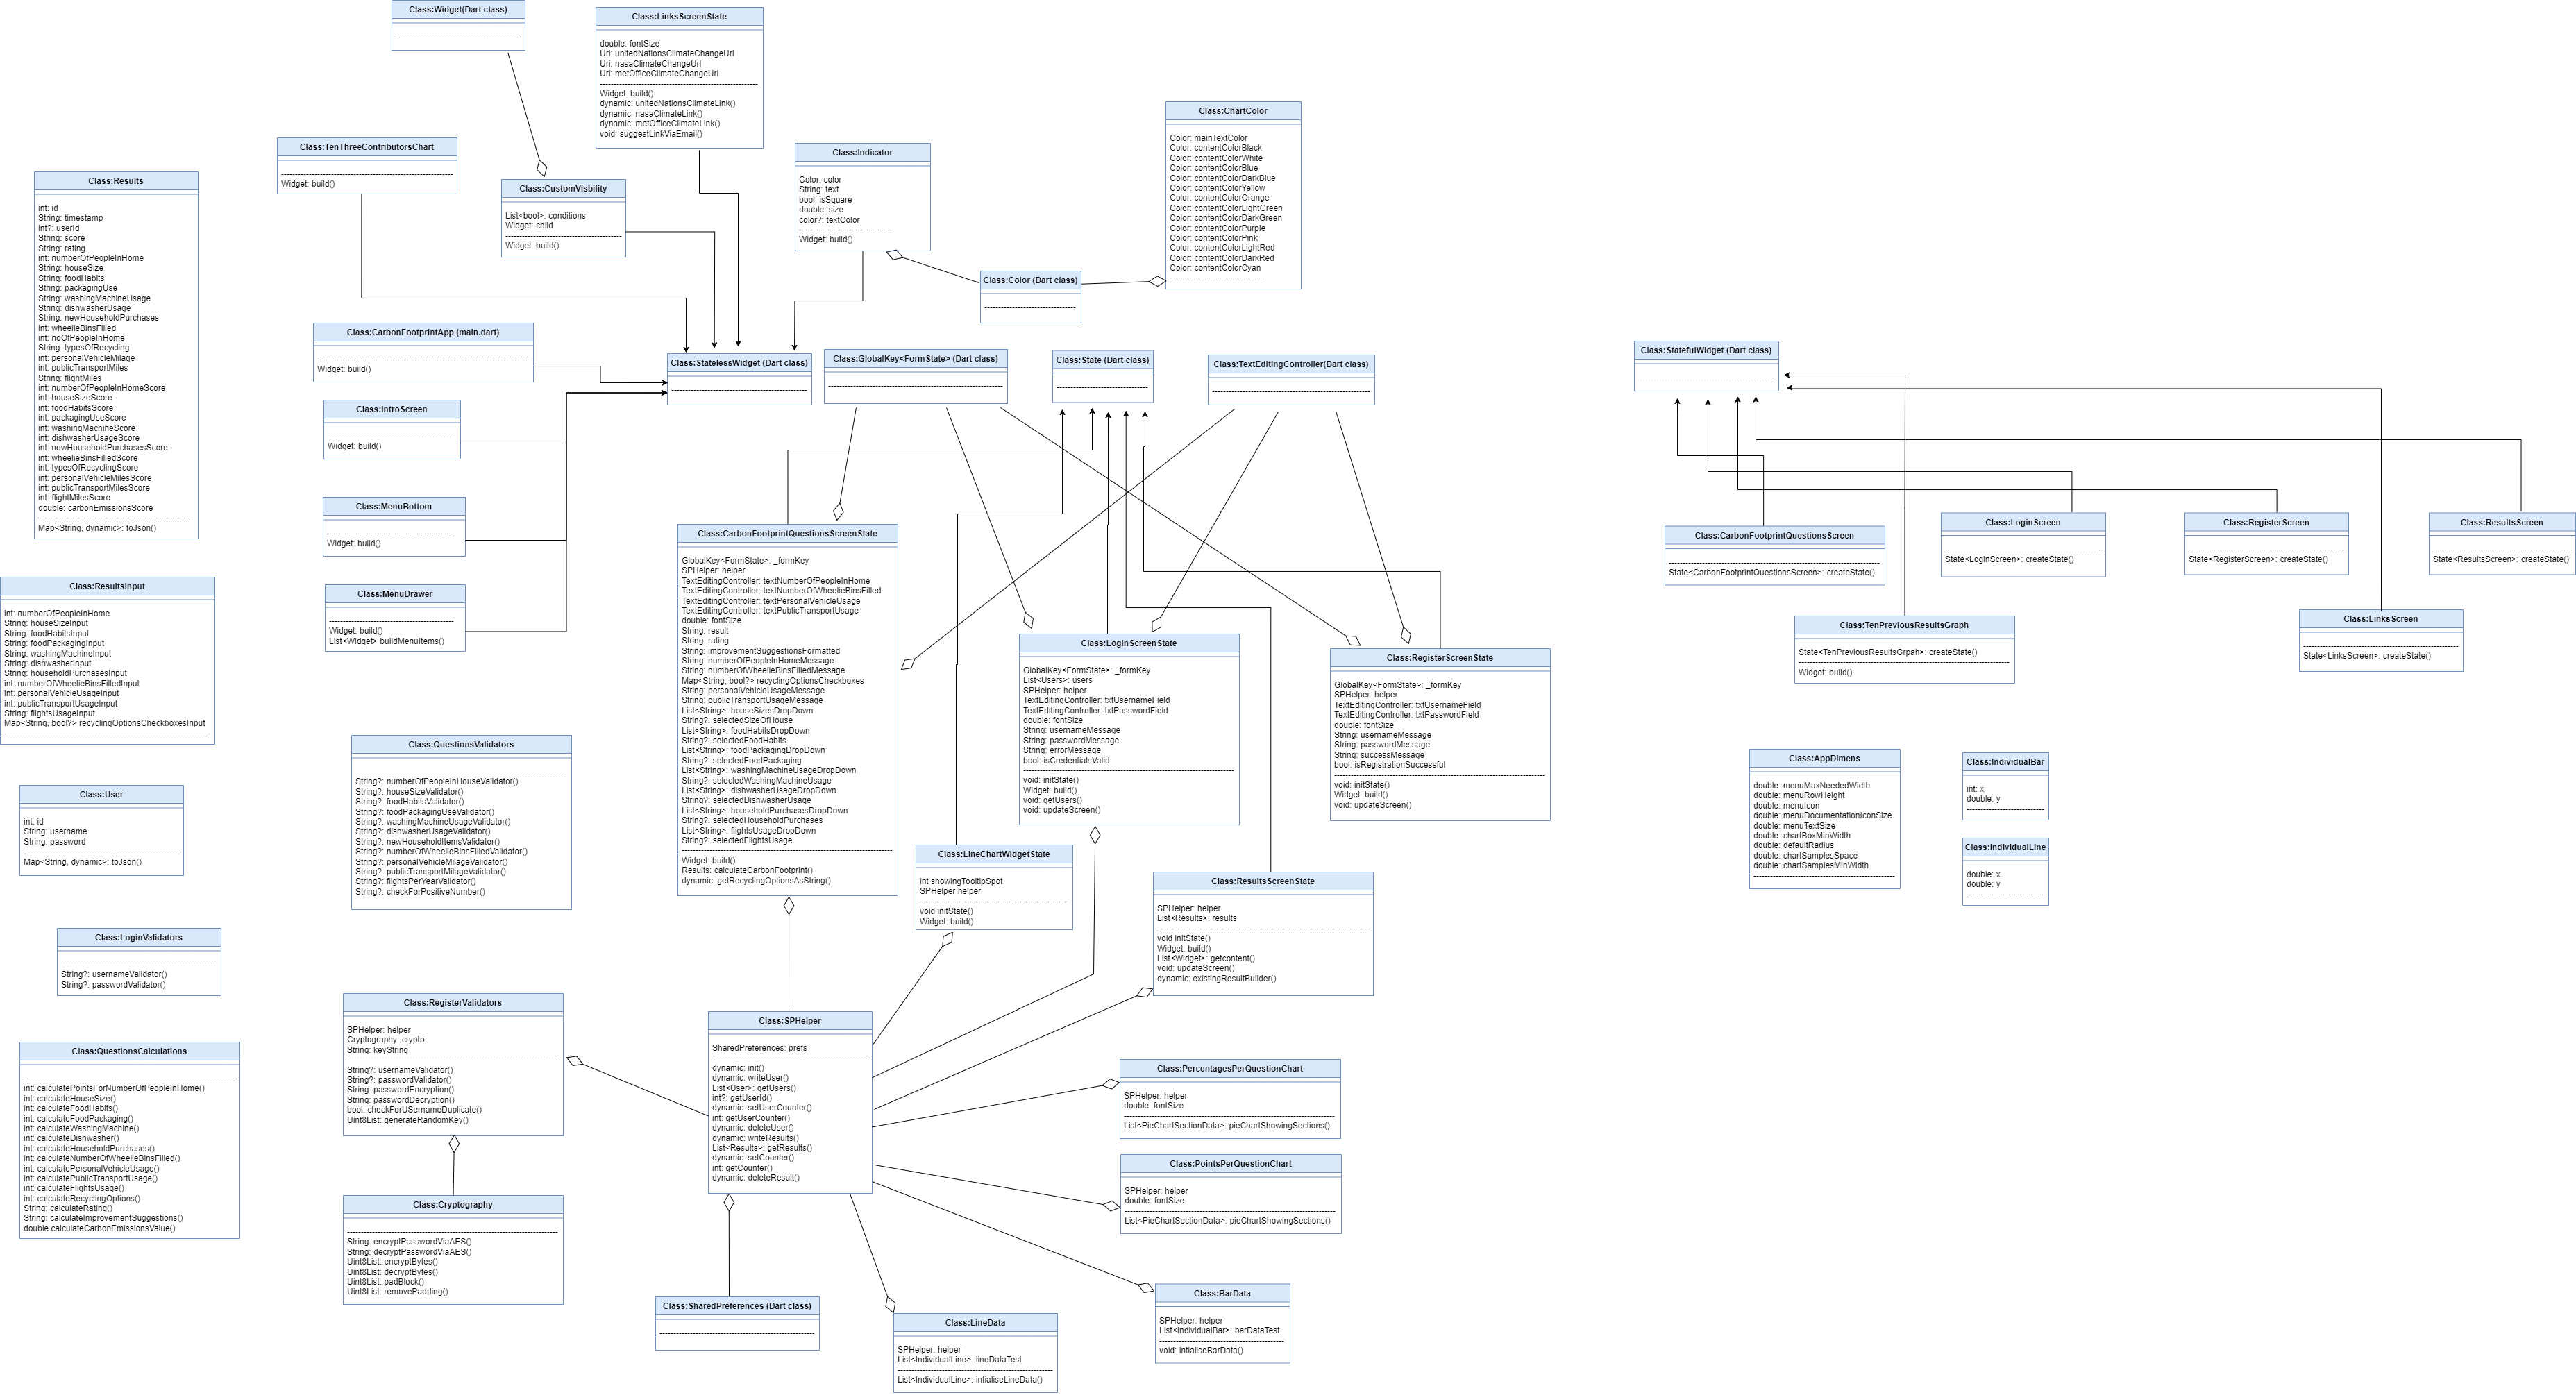 Class:Widget(Dart class)
Class:LinksScreenState
double: fontSize
Uri: unitedNationsClimateChangeUrl
Uri: nasaClimateChangeUrl
Uri: metOfficeClimateChangeUrl
Widget: build()
dynamic: unitedNationsClimateLink()
dynamic: nasaClimateLink()
dynamic: metOfficeClimateLink()
void: suggestLinkViaEmail()
Class:ChartColor
Color: mainTextColor
Color: contentColorBlack
Color: contentColorWhite
Color: contentColorBlue
Color: contentColorDarkBlue
Color: contentColorYellow
Color: contentColorOrange
Color: contentColorLightGreen
Color: contentColorDarkGreen
Color: contentColorPurple
Color: contentColorPink
Color: contentColorLightRed
Color: contentColorDarkRed
Color: contentColorCyan
Class:TenThreeContributorsChart
Widget: build()
Class:Indicator
Color: color
String: text
bool: isSquare
double: size
color?: textColor
Widget: build()
Class:Results
int: id
String: timestamp
int?: userId
String: score
String: rating
int: numberOfPeopleInHome
String: houseSize
String: foodHabits
String: packagingUse
String: washingMachineUsage
String: dishwasherUsage
String: newHouseholdPurchases
int: wheelieBinsFilled
int: noOfPeopleInHome
String: typesOfRecycling
int: personalVehicleMilage
int: publicTransportMiles
String: flightMiles
int: numberOfPeopleInHomeScore
int: houseSizeScore
int: foodHabitsScore
int: packagingUseScore
int: washingMachineScore
int: dishwasherUsageScore
int: newHouseholdPurchasesScore
int: wheelieBinsFilledScore
int: typesOfRecyclingScore
int: personalVehicleMilesScore
int: publicTransportMilesScore
int: flightMilesScore
double: carbonEmissionsScore
Map<String, dynamic>: toJson()
Class:CustomVisbility
List<bool>: conditions
Widget: child
Widget: build()
Class:Color (Dart class)
Class:CarbonFootprintApp (main.dart)
Widget: build()
Class:StatelessWidget (Dart class)
Class:GlobalKey<FormState> (Dart class)
Class:State (Dart class)
Class:TextEditingController(Dart class)
Class:StatefulWidget (Dart class)
Class:IntroScreen
Widget: build()
Class:MenuBottom
Widget: build()
Class:MenuDrawer
Widget: build()
List<Widget> buildMenuItems()
Class:CarbonFootprintQuestionsScreenState
GlobalKey<FormState>: _formKey
SPHelper: helper
TextEditingController: textNumberOfPeopleInHome
TextEditingController: textNumberOfWheelieBinsFilled
TextEditingController: textPersonalVehicleUsage
TextEditingController: textPublicTransportUsage
double: fontSize
String: result
String: rating
String: improvementSuggestionsFormatted
String: numberOfPeopleInHomeMessage
String: numberOfWheelieBinsFilledMessage
Map<String, bool?> recyclingOptionsCheckboxes
String: personalVehicleUsageMessage
String: publicTransportUsageMessage
List<String>: houseSizesDropDown
String?: selectedSizeOfHouse
List<String>: foodHabitsDropDown
String?: selectedFoodHabits
List<String>: foodPackagingDropDown
String?: selectedFoodPackaging
List<String>: washingMachineUsageDropDown
String?: selectedWashingMachineUsage
List<String>: dishwasherUsageDropDown
String?: selectedDishwasherUsage
List<String>: householdPurchasesDropDown
String?: selectedHouseholdPurchases
List<String>: flightsUsageDropDown
String?: selectedFlightsUsage
Widget: build()
Results: calculateCarbonFootprint()
dynamic: getRecyclingOptionsAsString()
Class:CarbonFootprintQuestionsScreen
State<CarbonFootprintQuestionsScreen>: createState()
Class:LoginScreen
State<LoginScreen>: createState()
Class:RegisterScreen
State<RegisterScreen>: createState()
Class:ResultsScreen
State<ResultsScreen>: createState()
Class:ResultsInput
int: numberOfPeopleInHome
String: houseSizeInput
String: foodHabitsInput
String: foodPackagingInput
String: washingMachineInput
String: dishwasherInput
String: householdPurchasesInput
int: numberOfWheelieBinsFilledInput
int: personalVehicleUsageInput
int: publicTransportUsageInput
String: flightsUsageInput
Map<String, bool?> recyclingOptionsCheckboxesInput
Class:LoginScreenState
GlobalKey<FormState>: _formKey
List<Users>: users
SPHelper: helper
TextEditingController: txtUsernameField
TextEditingController: txtPasswordField
double: fontSize
String: usernameMessage
String: passwordMessage
String: errorMessage
bool: isCredentialsValid
void: initState()
Widget: build()
void: getUsers()
void: updateScreen()
Class:RegisterScreenState
GlobalKey<FormState>: _formKey
SPHelper: helper
TextEditingController: txtUsernameField
TextEditingController: txtPasswordField
double: fontSize
String: usernameMessage
String: passwordMessage
String: successMessage
bool: isRegistrationSuccessful
void: initState()
Widget: build()
void: updateScreen()
Class:TenPreviousResultsGraph
State<TenPreviousResultsGrpah>: createState()
Widget: build()
Class:LinksScreen
State<LinksScreen>: createState()
Class:QuestionsValidators
String?: numberOfPeopleInHouseValidator()
String?: houseSizeValidator()
String?: foodHabitsValidator()
String?: foodPackagingUseValidator()
String?: washingMachineUsageValidator()
String?: dishwasherUsageValidator()
String?: newHouseholdItemsValidator()
String?: numberOfWheelieBinsFilledValidator()
String?: personalVehicleMilageValidator()
String?: publicTransportMilageValidator()
String?: flightsPerYearValidator()
String?: checkForPositiveNumber()
Class:AppDimens
double: menuMaxNeededWidth
double: menuRowHeight
double: menuIcon
double: menuDocumentationIconSize
double: menuTextSize
double: chartBoxMinWidth
double: defaultRadius
double: chartSamplesSpace
double: chartSamplesMinWidth
Class:IndividualBar
int: x
double: y
Class:IndividualLine
double: x
double: y
Class:User
int: id
String: username
String: password
Map<String, dynamic>: toJson()
Class:LineChartWidgetState
int showingTooltipSpot
SPHelper helper
void initState()
Widget: build()
Class:ResultsScreenState
SPHelper: helper
List<Results>: results
void initState()
Widget: build()
List<Widget>: getcontent()
void: updateScreen()
dynamic: existingResultBuilder()
Class:LoginValidators
String?: usernameValidator()
String?: passwordValidator()
Class:RegisterValidators
SPHelper: helper
Cryptography: crypto
String: keyString
String?: usernameValidator()
String?: passwordValidator()
String: passwordEncryption()
String: passwordDecryption()
bool: checkForUSernameDuplicate()
Uint8List: generateRandomKey()
Class:SPHelper
SharedPreferences: prefs
dynamic: init()
dynamic: writeUser()
List<User>: getUsers()
int?: getUserId()
dynamic: setUserCounter()
int: getUserCounter()
dynamic: deleteUser()
dynamic: writeResults()
List<Results>: getResults()
dynamic: setCounter()
int: getCounter()
dynamic: deleteResult()
Class:QuestionsCalculations
int: calculatePointsForNumberOfPeopleInHome()
int: calculateHouseSize()
int: calculateFoodHabits()
int: calculateFoodPackaging()
int: calculateWashingMachine()
int: calculateDishwasher()
int: calculateHouseholdPurchases()
int: calculateNumberOfWheelieBinsFilled()
int: calculatePersonalVehicleUsage()
int: calculatePublicTransportUsage()
int: calculateFlightsUsage()
int: calculateRecyclingOptions()
String: calculateRating()
String: calculateImprovementSuggestions()
double calculateCarbonEmissionsValue()
Class:PercentagesPerQuestionChart
SPHelper: helper
double: fontSize
List<PieChartSectionData>: pieChartShowingSections()
Class:PointsPerQuestionChart
SPHelper: helper
double: fontSize
List<PieChartSectionData>: pieChartShowingSections()
Class:Cryptography
String: encryptPasswordViaAES()
String: decryptPasswordViaAES()
Uint8List: encryptBytes()
Uint8List: decryptBytes()
Uint8List: padBlock()
Uint8List: removePadding()
Class:SharedPreferences (Dart class)
Class:BarData
SPHelper: helper
List<IndividualBar>: barDataTest
void: intialiseBarData()
Class:LineData
SPHelper: helper
List<IndividualLine>: lineDataTest
List<IndividualLine>: intialiseLineData()